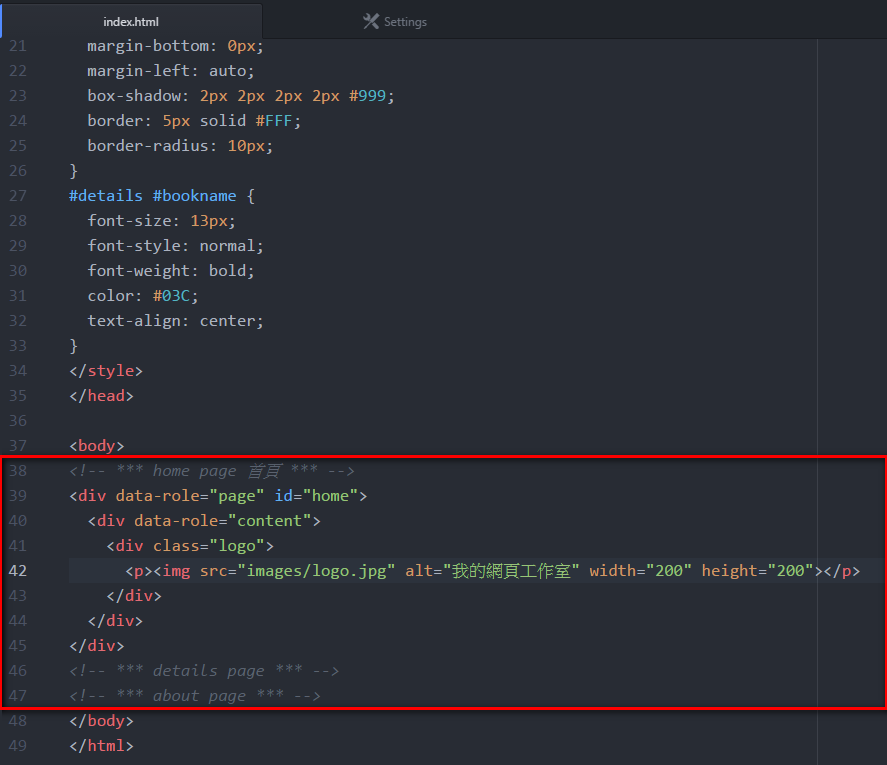 index.html
Settings
21 margin-bottom: 0px;
22 margin-left: auto;
23 box-shadow: 2px 2px 2px 2px #999;
24 border: 5px solid #FFF;
25 border-radius: 10px;
26 }
27 #details #bookname {
28 font-size: 13px;
29 font-style: normal;
30 font-weight: bold;
31 color: #03C;
32 text-align: center;
33 }
34 </style>
35 </head>
36
37 <body>
38 <!-- *** home page 首頁 *** -->
39 <div data-role="page" id="home">
40 <div data-role="content">
41 <div class="logo">
42 <p><img src="images/logo.jpg" alt="我的網頁工作室" width="200" height="200"></p>
43 </div>
44 </div>
45 </div>
46 <!-- *** details page *** -->
47 <!-- *** about page *** -->
48 </body>
49 </html>